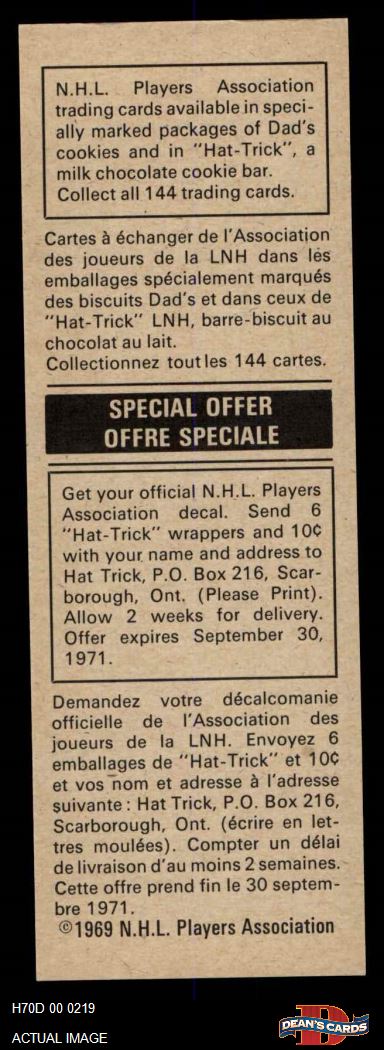 N.H.L. Players Association
trading cards available in speci-
ally marked packages of Dad's
cookies and in "Hat-Trick", a
milk chocolate cookie bar.
Collect all 144 trading cards.
Cartes à échanger de l'Association
des joueurs de la LNH dans les
emballages spécialement marqués
des biscuits Dad's et dans ceux de
"Hat-Trick" LNH, barre-biscuit au
chocolat au lait.
Collectionnez tout les 144 cartes.
SPECIAL OFFER
OFFRE SPECIALE
Get your official N.H.L. Players
Association decal. Send 6
"Hat-Trick" wrappers and 10¢
with your name and address to
Hat Trick, P.O. Box 216, Scar-
borough, Ont. (Please Print).
Allow 2 weeks for delivery.
Offer expires September 30,
1971.
Demandez votre décalcomanie
officielle de l'Association des
joueurs de la LNH. Envoyez 6
emballages de "Hat-Trick" et 10¢
et vos nom et adresse à l'adresse
suivante : Hat Trick, P.O. Box 216,
Scarborough, Ont. (écrire en let-
tres moulées). Compter un délai
de livraison d'au moins 2 semaines.
Cette offre prend fin le 30 septem-
bre 1971.
©1969 N.H.L. Players Association
H70D 00 0219
ACTUAL IMAGE
D
DEAN'S CARDS